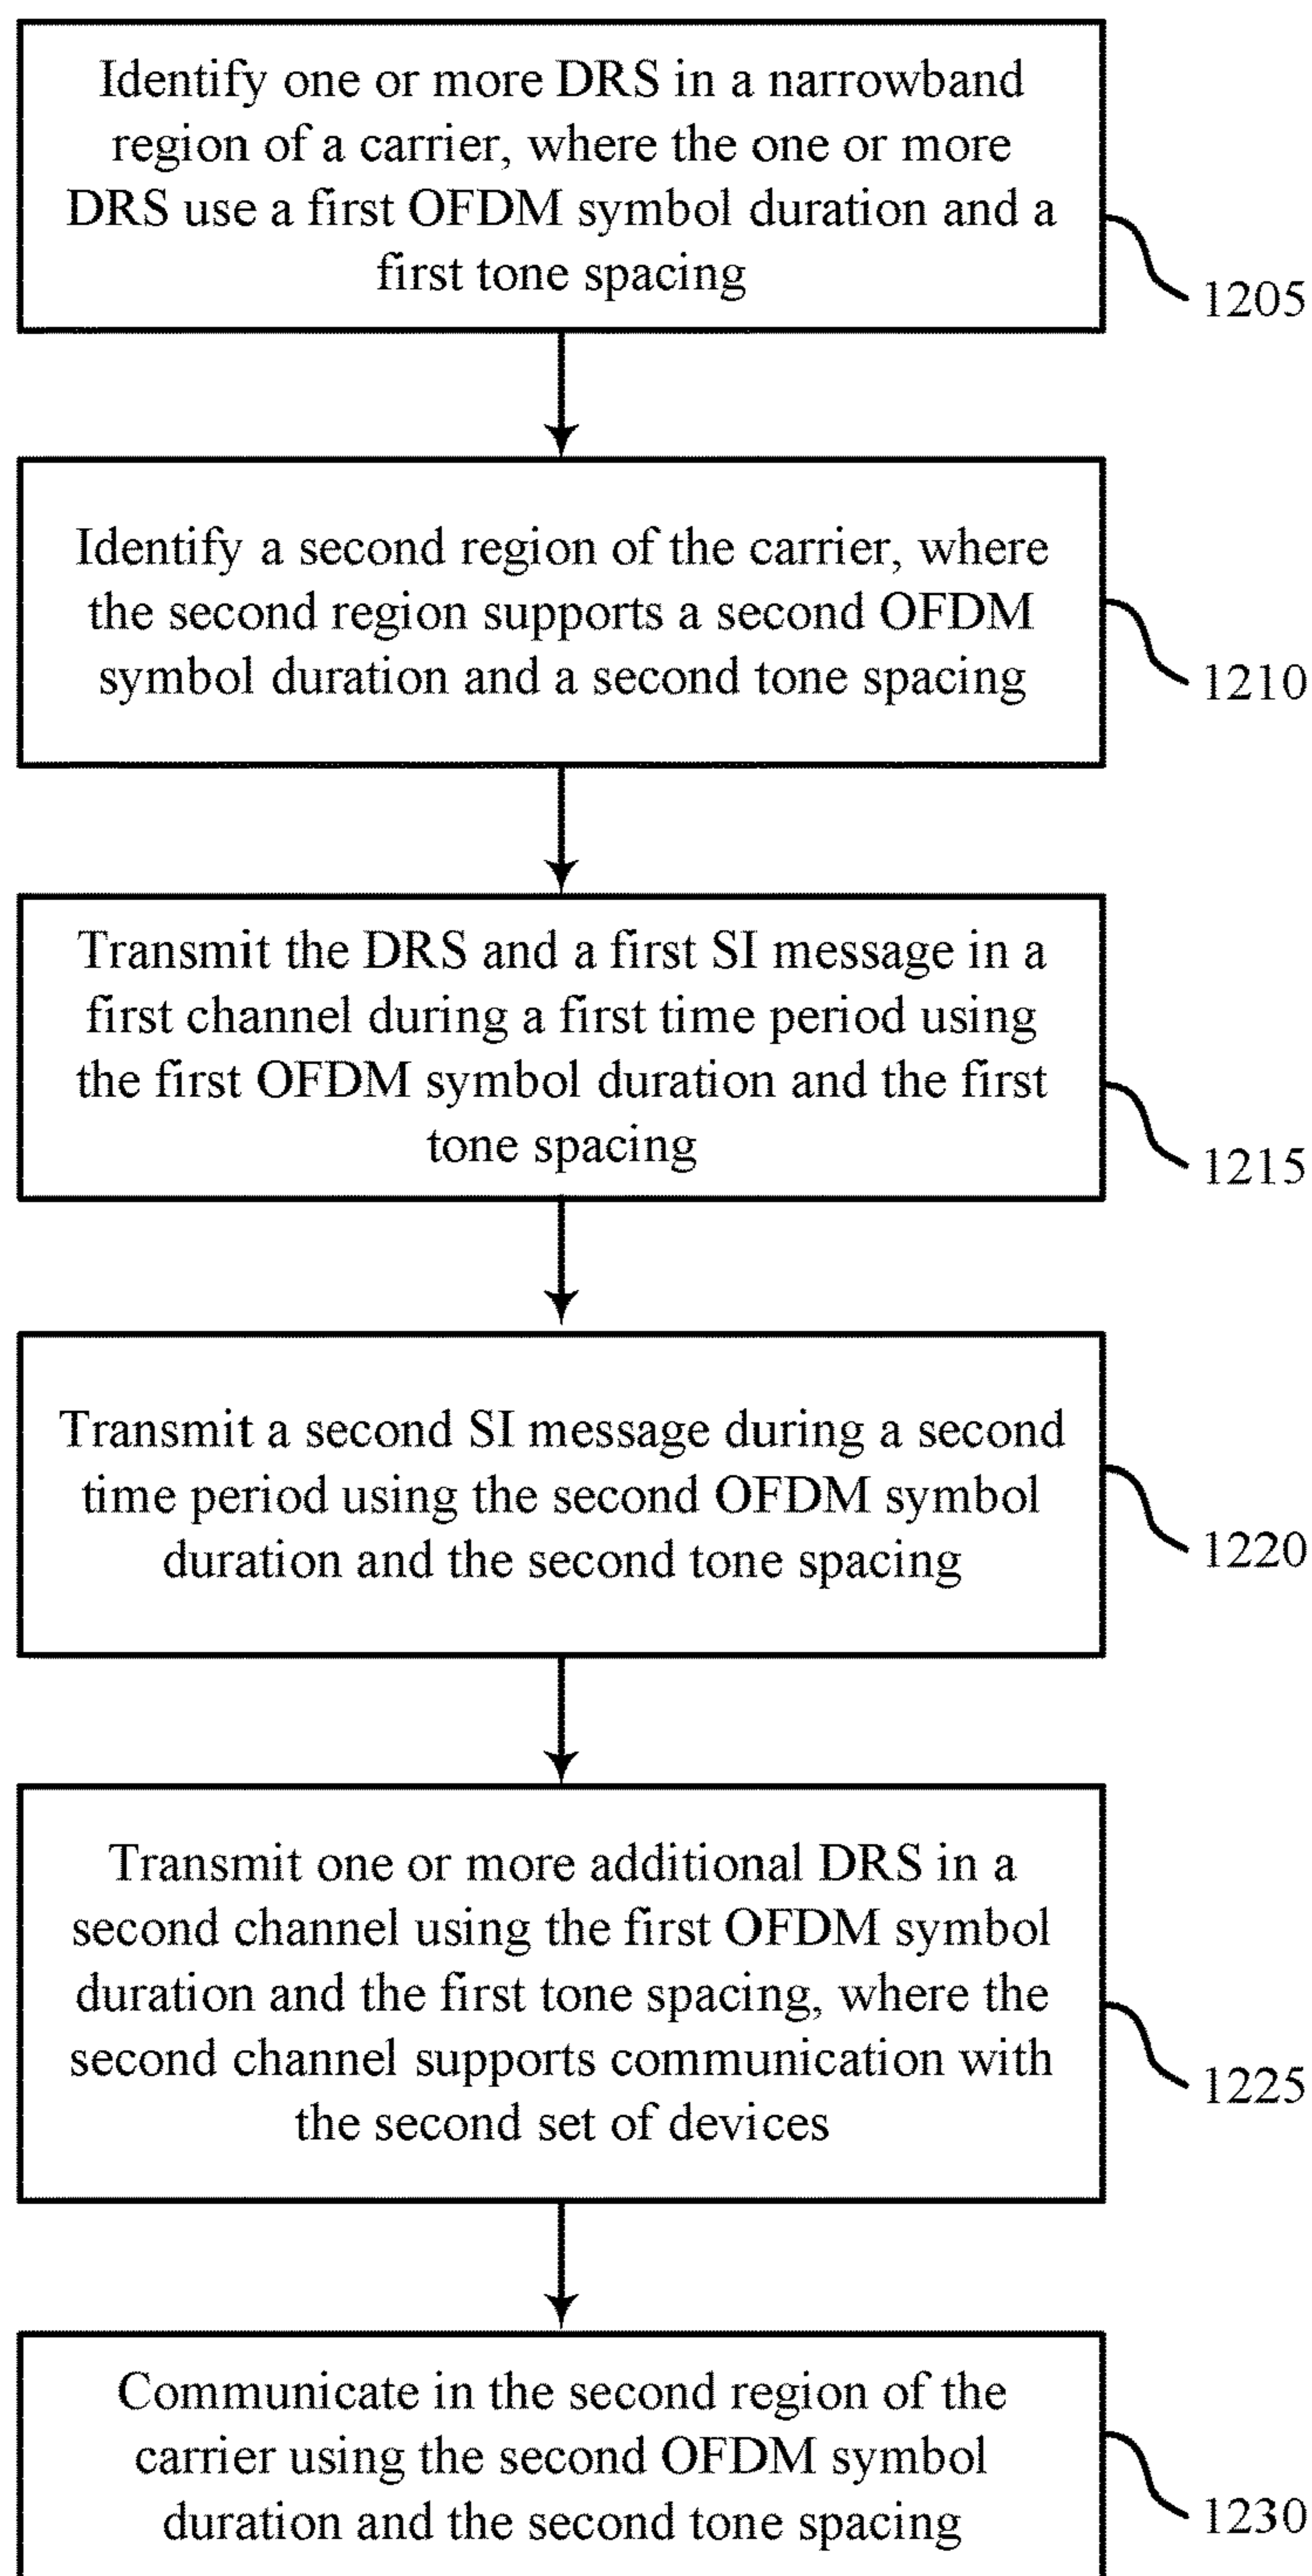 Identify one or more DRS in a narrowband
region of a carrier, where the one or more
DRS use a first OFDM symbol duration and a
first tone spacing
1205
Identify a second region of the carrier, where
the second region supports a second OFDM
symbol duration and a second tone spacing
1210
Transmit the DRS and a first SI message in a
first channel during a first time period using
the first OFDM symbol duration and the first
tone spacing
1215
Transmit a second SI message during a second
time period using the second OFDM symbol
duration and the second tone spacing
1220
Transmit one or more additional DRS in a
second channel using the first OFDM symbol
duration and the first tone spacing, where the
second channel supports communication with
the second set of devices
1225
Communicate in the second region of the
carrier using the second OFDM symbol
duration and the second tone spacing
1230